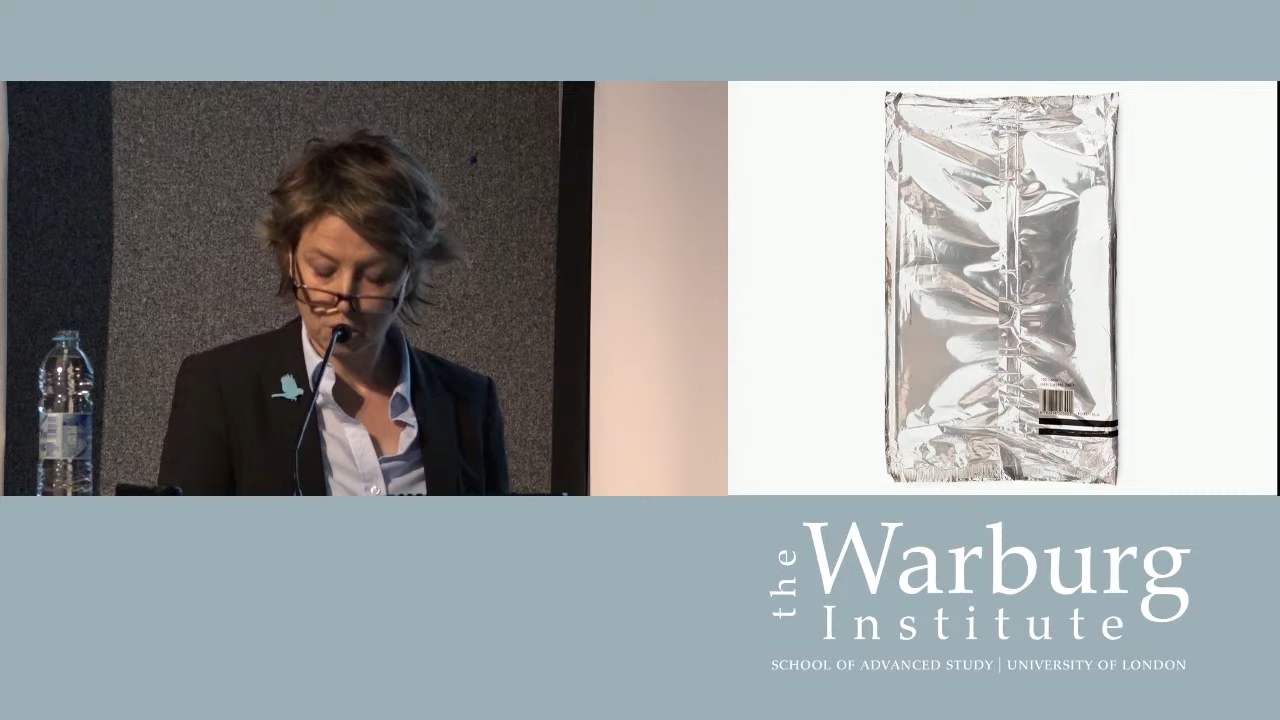 the Warburg
Institute
SCHOOL OF ADVANCED STUDY | UNIVERSITY OF LONDON